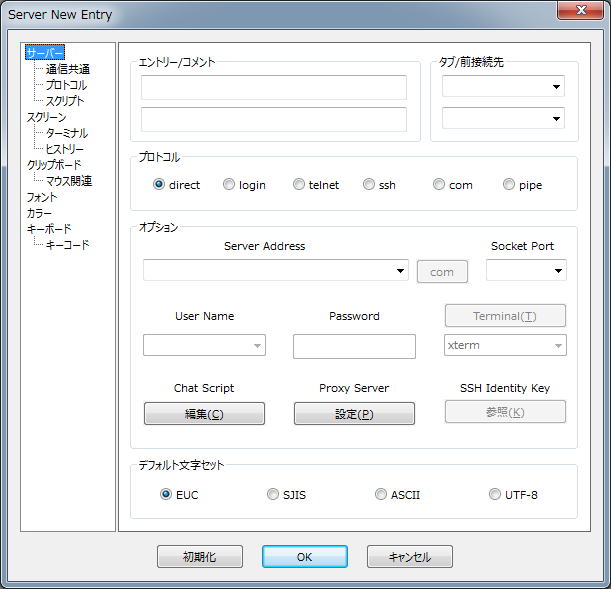 Server New Entry
サーバー
通信共通
プロトコル
スクリプト
スクリーン
ターミナル
ヒストリー
クリップボード
マウス関連
フォント
カラー
キーボード
キーコード
エントリー/コメント
タブ/前接続先
プロトコル
direct login telnet ssh com pipe
オプション
Server Address Socket Port
com
User Name Password Terminal(T)
xterm
Chat Script Proxy Server SSH Identity Key
編集(C) 設定(P) 参照(K)
デフォルト文字セット
EUC SJIS ASCII UTF-8
初期化 OK キャンセル